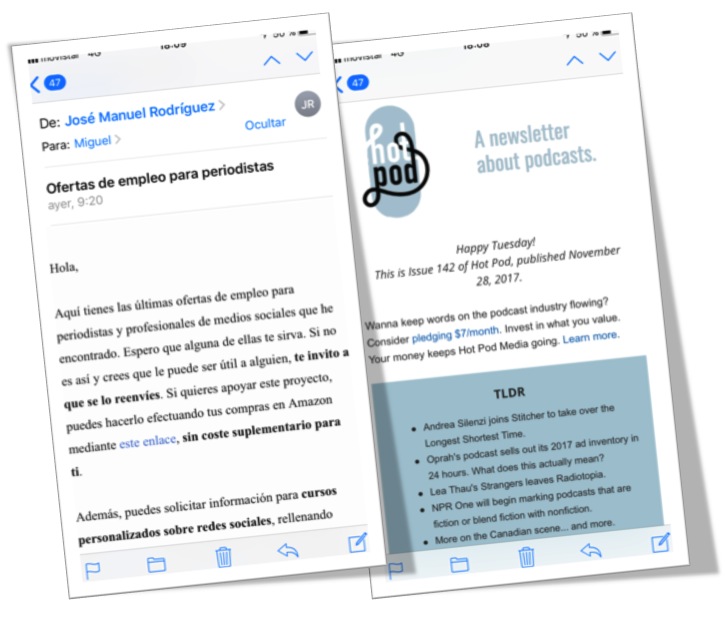 movistar 4G 18:09 50 %
47
De: José Manuel Rodríguez
JR
Para: Miguel
Ocultar
Ofertas de empleo para periodistas
ayer, 9:20
Hola,
Aquí tienes las últimas ofertas de empleo para
periodistas y profesionales de medios sociales que he
encontrado. Espero que alguna de ellas te sirva. Si no
es así y crees que le puede ser útil a alguien, te invito a
que se lo reenvíes. Si quieres apoyar este proyecto,
puedes hacerlo efectuando tus compras en Amazon
mediante este enlace, sin coste suplementario para
ti.
Además, puedes solicitar información para cursos
personalizados sobre redes sociales, rellenando
movistar 4G 18:08 50 %
47
hot
pod
A newsletter
about podcasts.
Happy Tuesday!
This is Issue 142 of Hot Pod, published November
28, 2017.
Wanna keep words on the podcast industry flowing?
Consider pledging $7/month. Invest in what you value.
Your money keeps Hot Pod Media going. Learn more.
TLDR
• Andrea Silenzi joins Stitcher to take over the
Longest Shortest Time.
• Oprah's podcast sells out its 2017 ad inventory in
24 hours. What does this actually mean?
• Lea Thau's Strangers leaves Radiotopia.
• NPR One will begin marking podcasts that are
fiction or blend fiction with nonfiction.
• More on the Canadian scene... and more.